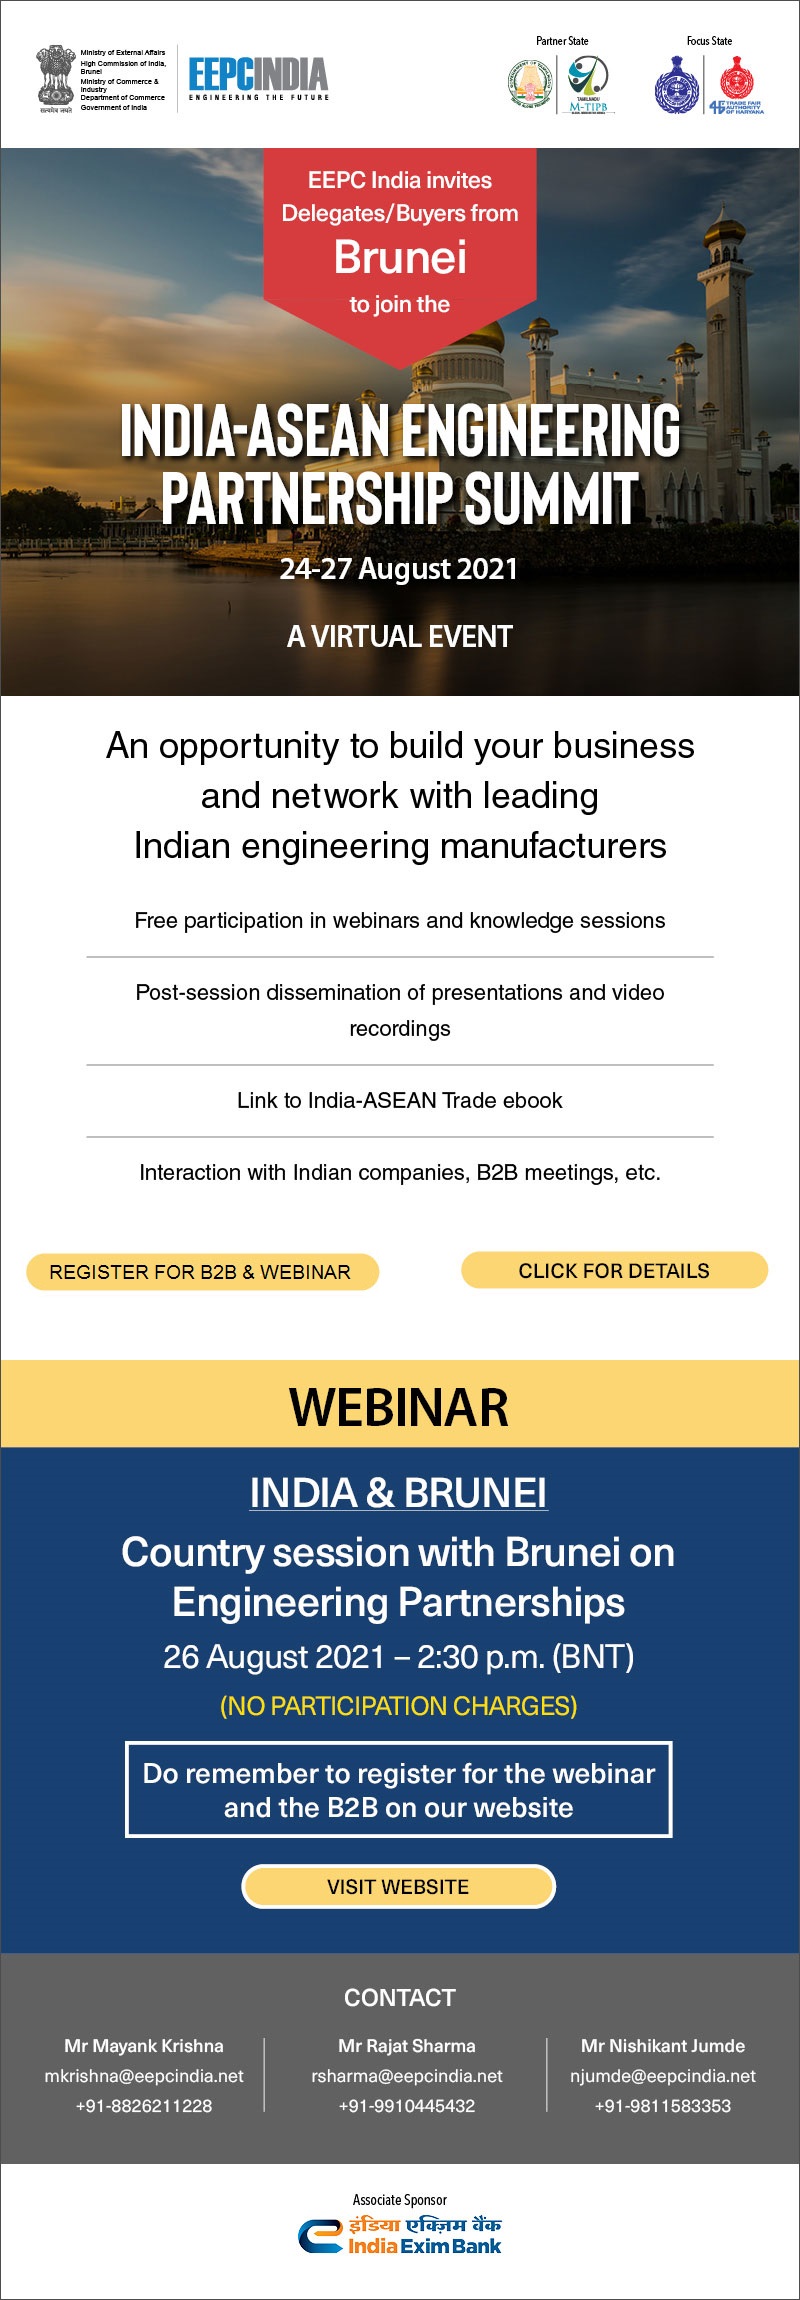 Ministry of External Affairs
High Commission of India,
Brunei
Ministry of Commerce &
Industry
Department of Commerce
Government of India
सत्यमेव जयते
EEPCINDIA
ENGINEERING THE FUTURE
Partner State
TAMILNADU
M-TIPB
Focus State
TRADE FAIR
AUTHORITY
OF HARYANA
EEPC India invites
Delegates/Buyers from
Brunei
to join the
INDIA-ASEAN ENGINEERING
PARTNERSHIP SUMMIT
24-27 August 2021
A VIRTUAL EVENT
An opportunity to build your business
and network with leading
Indian engineering manufacturers
Free participation in webinars and knowledge sessions
Post-session dissemination of presentations and video
recordings
Link to India-ASEAN Trade ebook
Interaction with Indian companies, B2B meetings, etc.
REGISTER FOR B2B & WEBINAR
CLICK FOR DETAILS
WEBINAR
INDIA & BRUNEI
Country session with Brunei on
Engineering Partnerships
26 August 2021 – 2:30 p.m. (BNT)
(NO PARTICIPATION CHARGES)
Do remember to register for the webinar
and the B2B on our website
VISIT WEBSITE
CONTACT
Mr Mayank Krishna
mkrishna@eepcindia.net
+91-8826211228
Mr Rajat Sharma
rsharma@eepcindia.net
+91-9910445432
Mr Nishikant Jumde
njumde@eepcindia.net
+91-9811583353
Associate Sponsor
इंडिया एक्ज़िम बैंक
India Exim Bank